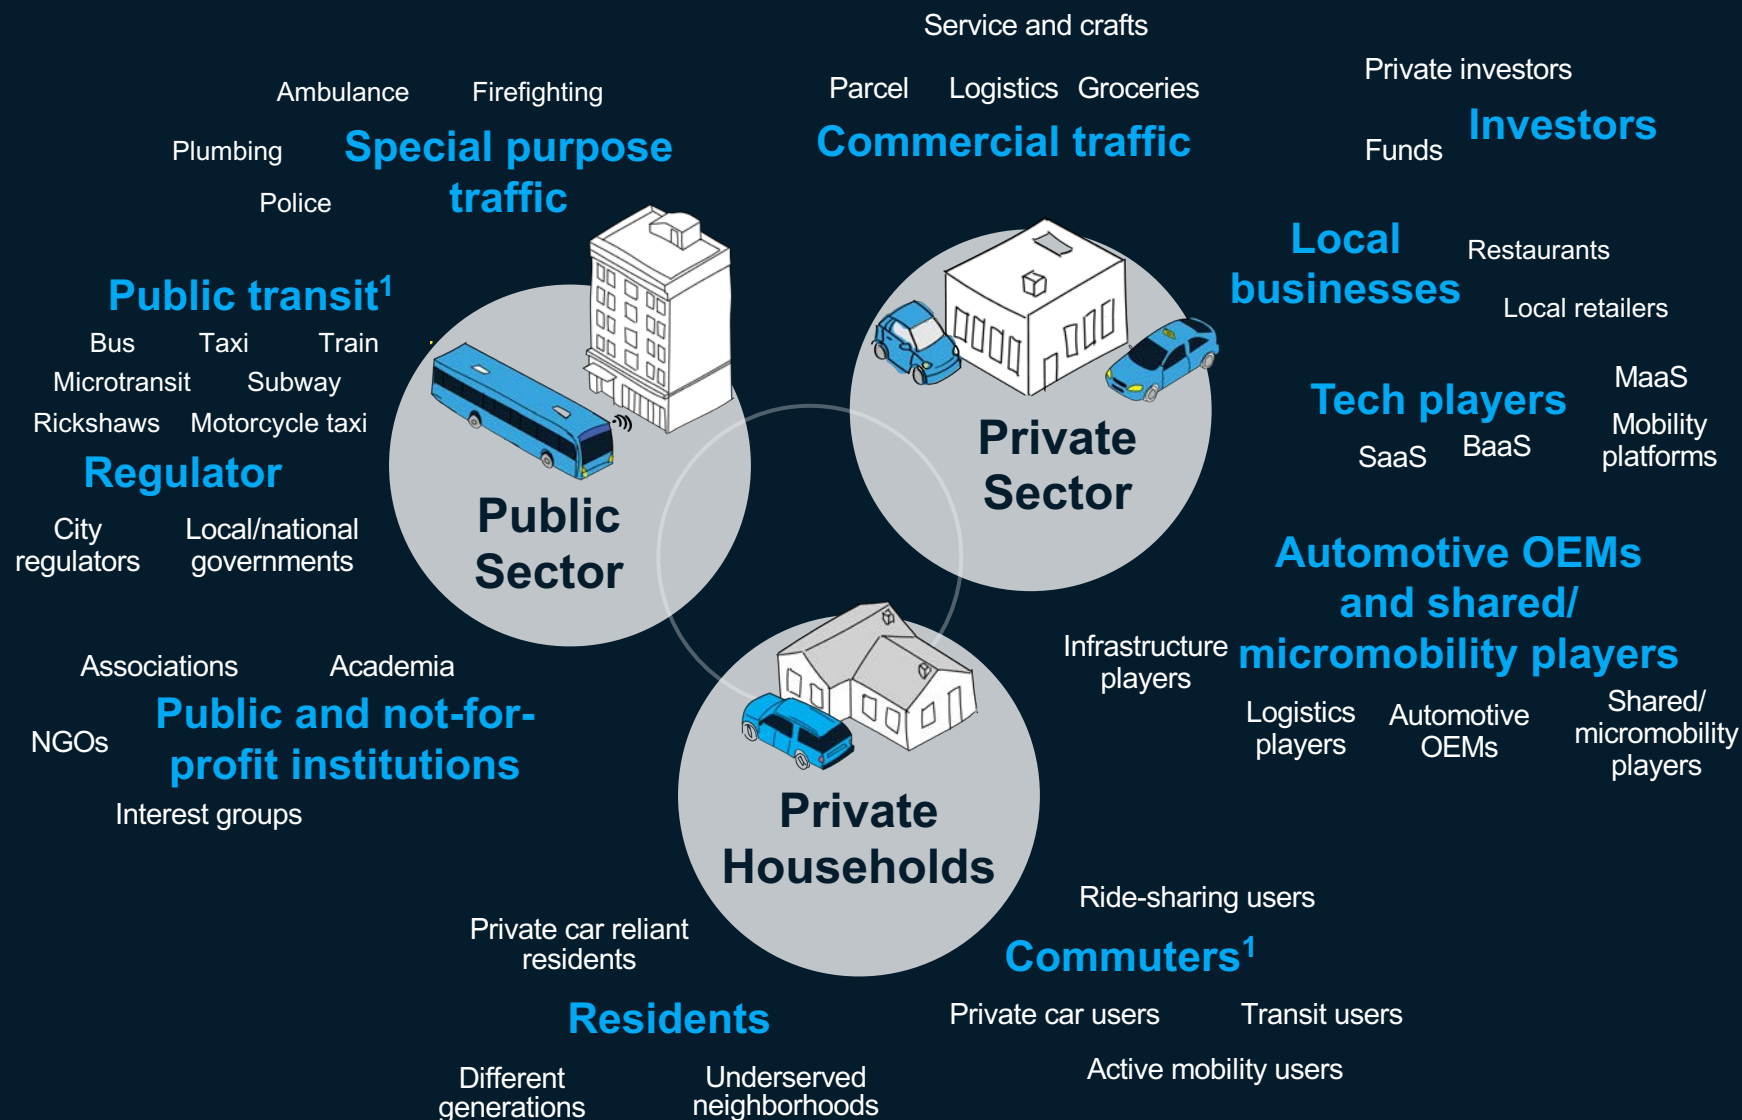 Service and crafts
Parcel Logistics Groceries
Commercial traffic
Ambulance Firefighting
Plumbing
Police
Special purpose
traffic
Private investors
Funds
Investors
Local
businesses
Restaurants
Local retailers
Public transit¹
Bus Taxi Train
Microtransit Subway
Rickshaws Motorcycle taxi
Regulator
City
regulators
Local/national
governments
Public
Sector
Private
Sector
Tech players
MaaS
SaaS BaaS
Mobility
platforms
Automotive OEMs
and shared/
micromobility players
Infrastructure
players
Logistics
players
Automotive
OEMs
Shared/
micromobility
players
Associations Academia
NGOs
Public and not-for-
profit institutions
Interest groups
Private
Households
Private car reliant
residents
Residents
Different
generations
Underserved
neighborhoods
Ride-sharing users
Commuters¹
Private car users Transit users
Active mobility users